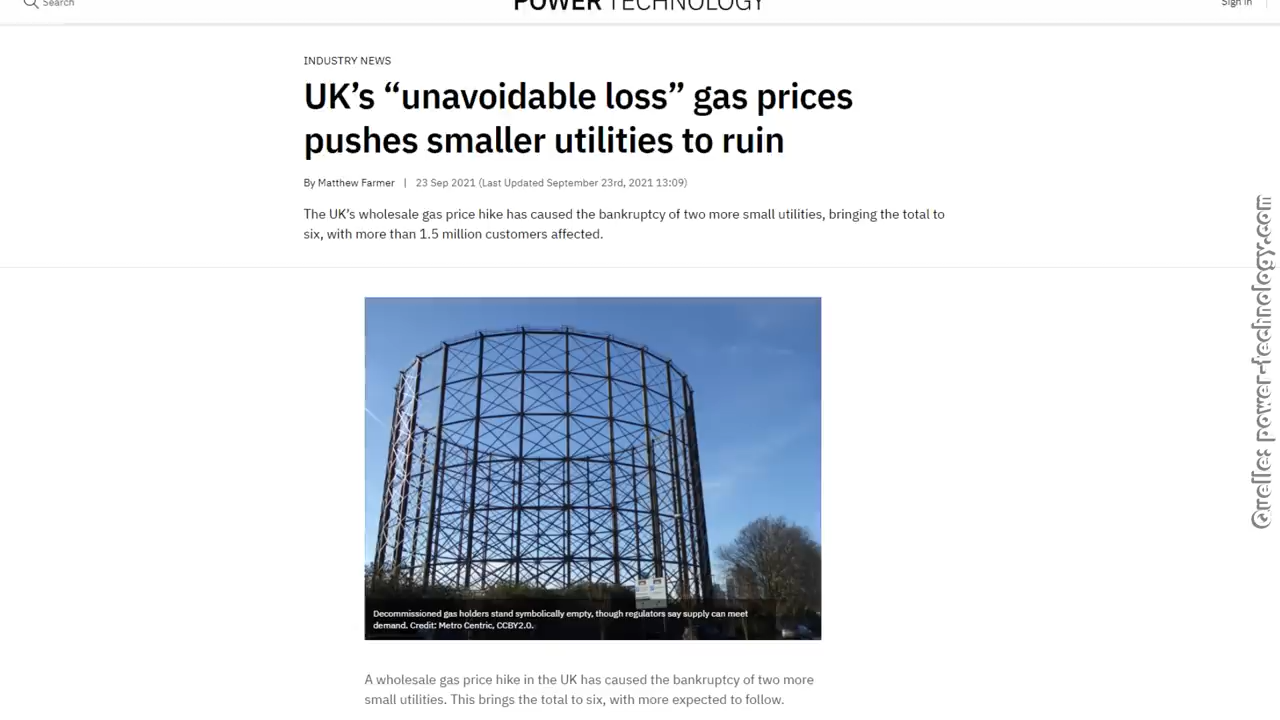 Search
POWER TECHNOLOGY
Sign in
INDUSTRY NEWS
UK’s “unavoidable loss” gas prices
pushes smaller utilities to ruin
By Matthew Farmer | 23 Sep 2021 (Last Updated September 23rd, 2021 13:09)
The UK’s wholesale gas price hike has caused the bankruptcy of two more small utilities, bringing the total to
six, with more than 1.5 million customers affected.
Decommissioned gas holders stand symbolically empty, though regulators say supply can meet
demand. Credit: Metro Centric, CCBY2.0.
A wholesale gas price hike in the UK has caused the bankruptcy of two more
small utilities. This brings the total to six, with more expected to follow.
Quelle: power-technology.com